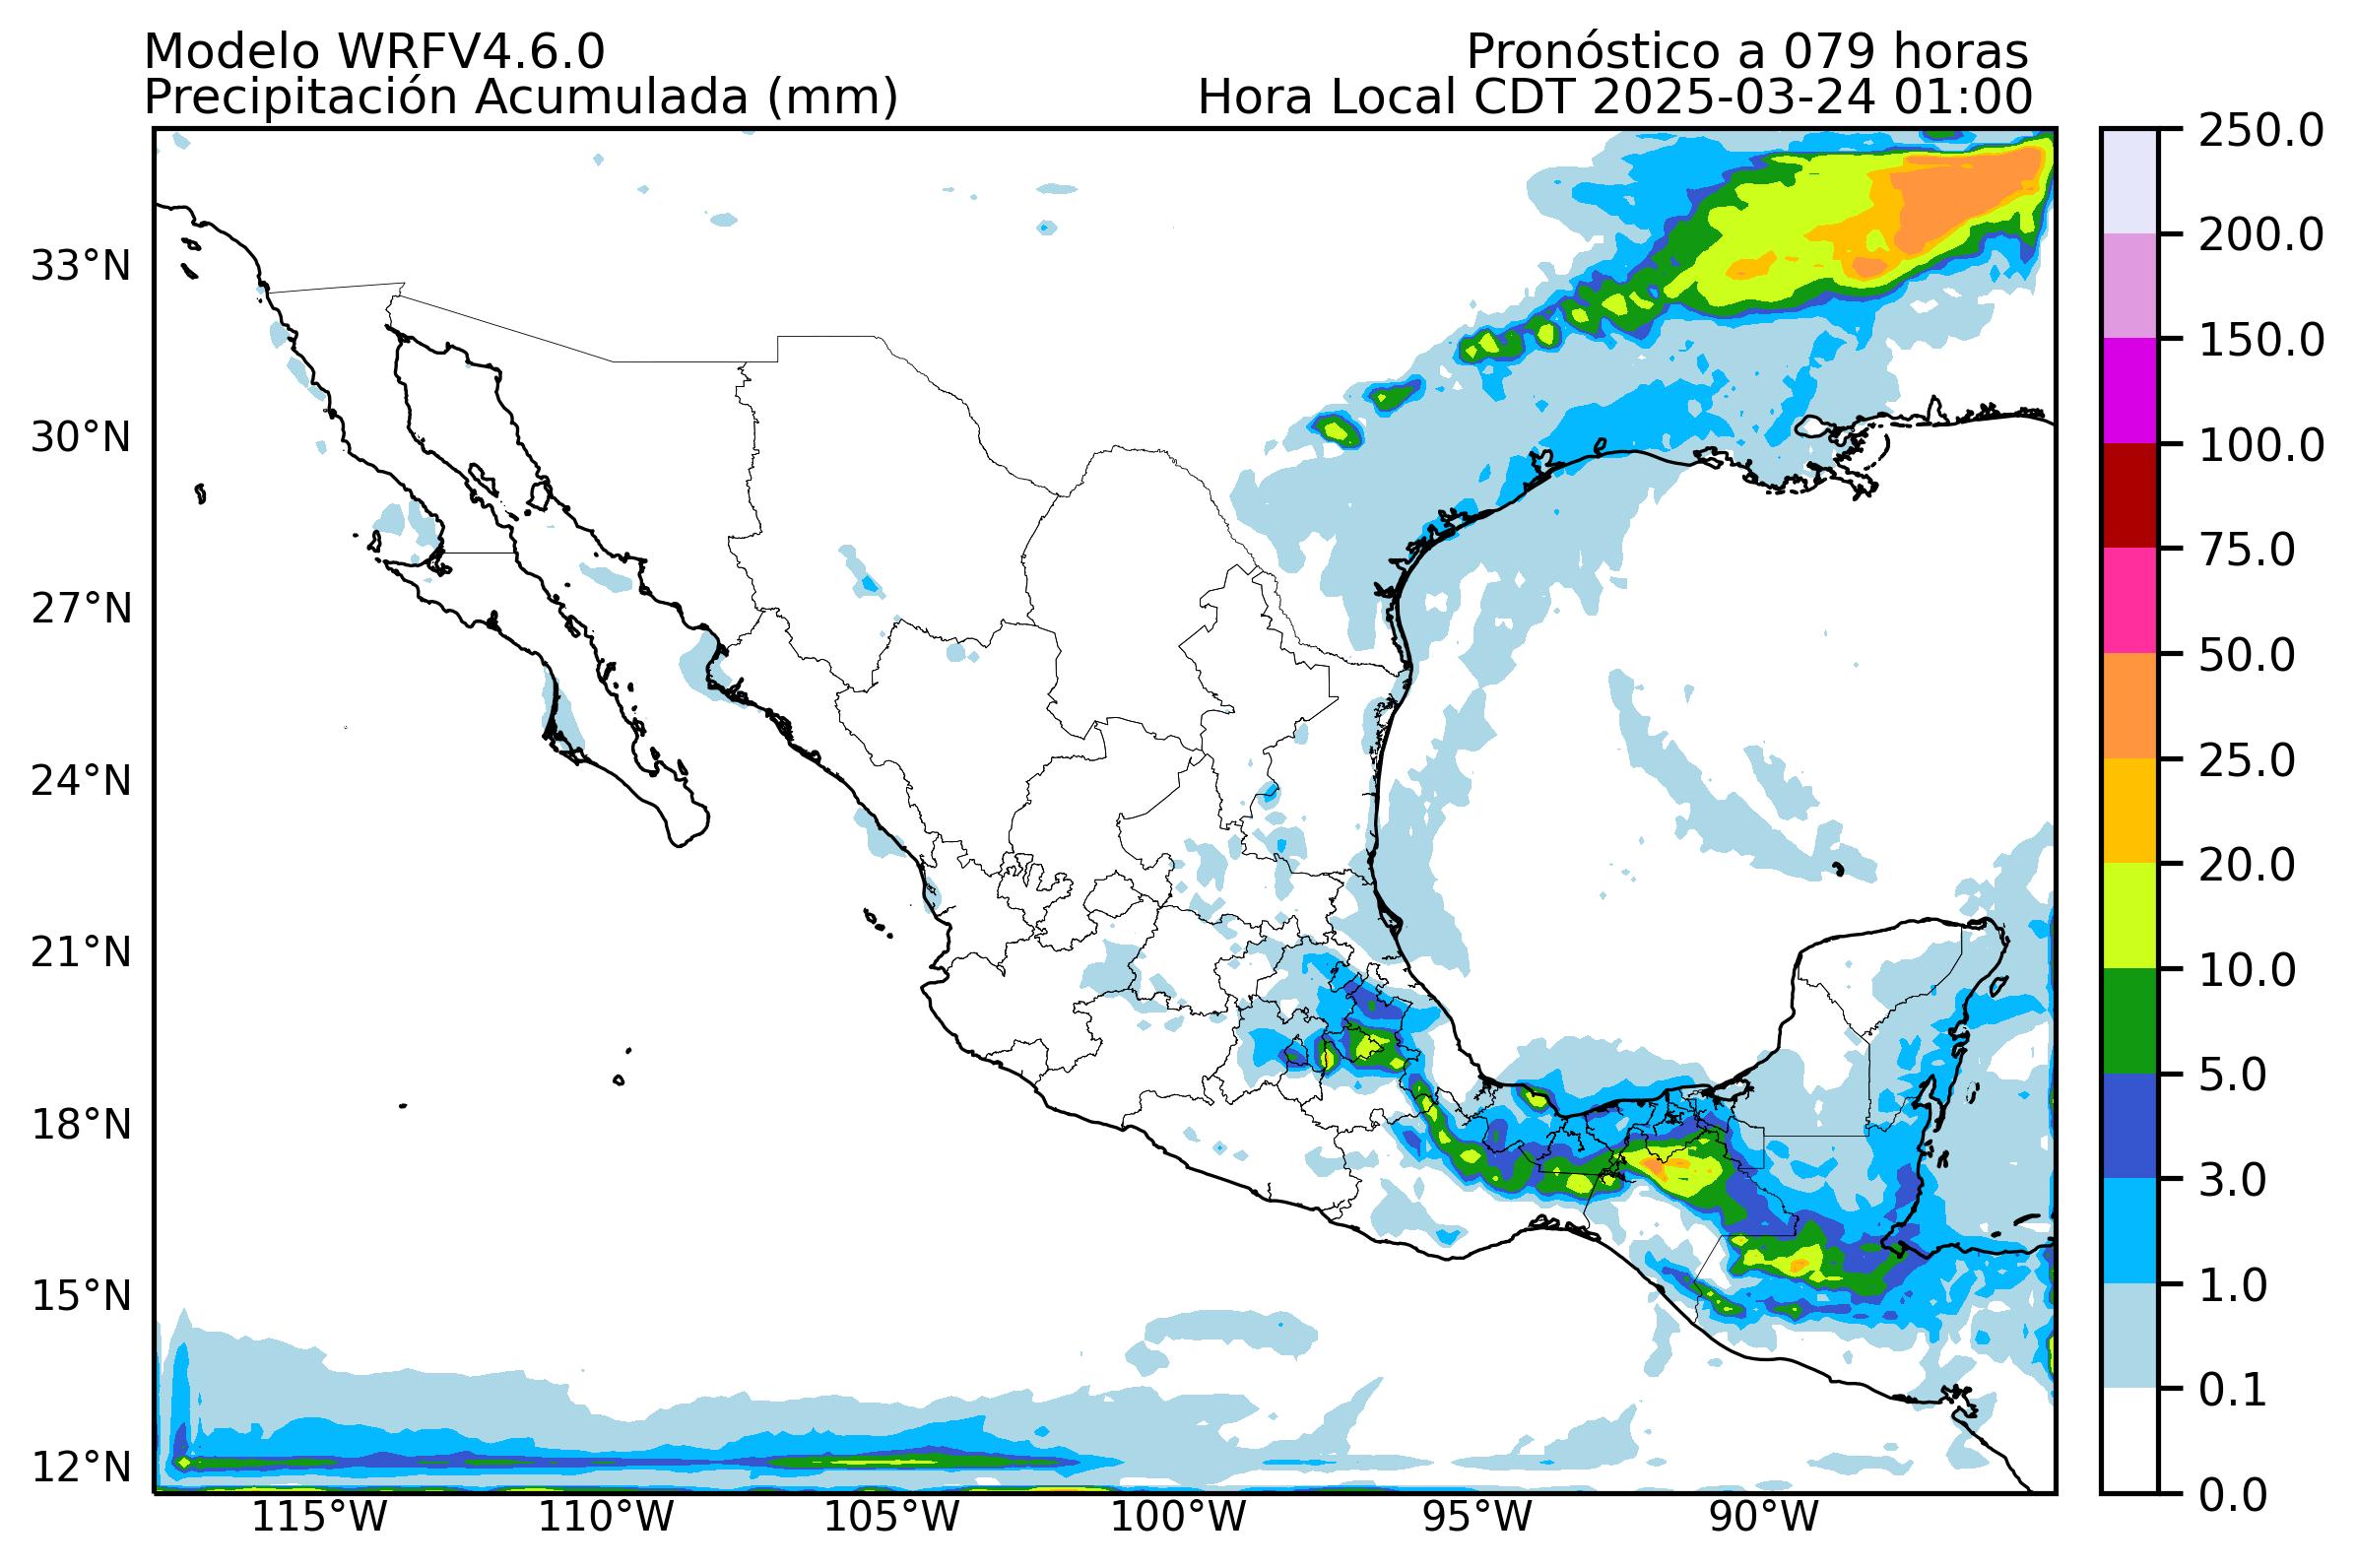 Modelo WRFV4.6.0
Pronóstico a 079 horas
Precipitación Acumulada (mm)
Hora Local CDT 2025-03-24 01:00
33°N
30°N
27°N
24°N
21°N
18°N
15°N
12°N
115°W
110°W
105°W
100°W
95°W
90°W
250.0
200.0
150.0
100.0
75.0
50.0
25.0
20.0
10.0
5.0
3.0
1.0
0.1
0.0